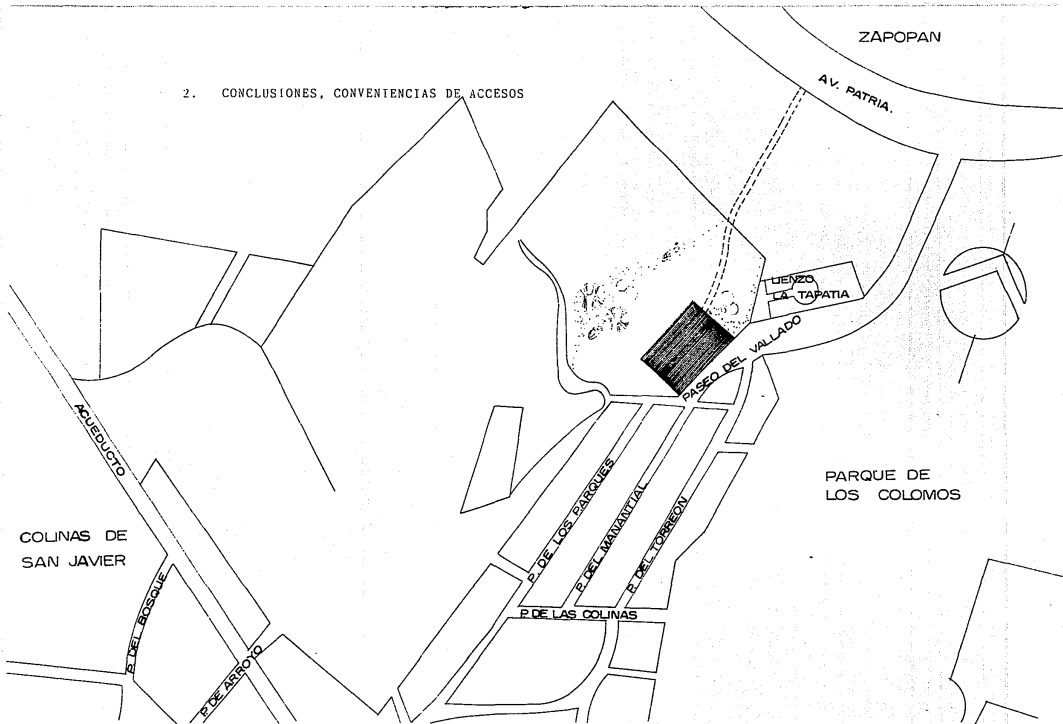 ZAPOPAN
AV. PATRIA.
2. CONCLUSIONES, CONVENIENCIAS DE ACCESOS
LIENZO
LA TAPATIA
PASEO DEL VALLADO
ACUEDUCTO
PARQUE DE
LOS COLOMOS
COLINAS DE
SAN JAVIER
P. DE LOS PARQUES
P. DEL MANANTIAL
P. DEL TORREON
P. DE LAS COLINAS
P. DEL BOSQUE
P. DE ARROYO